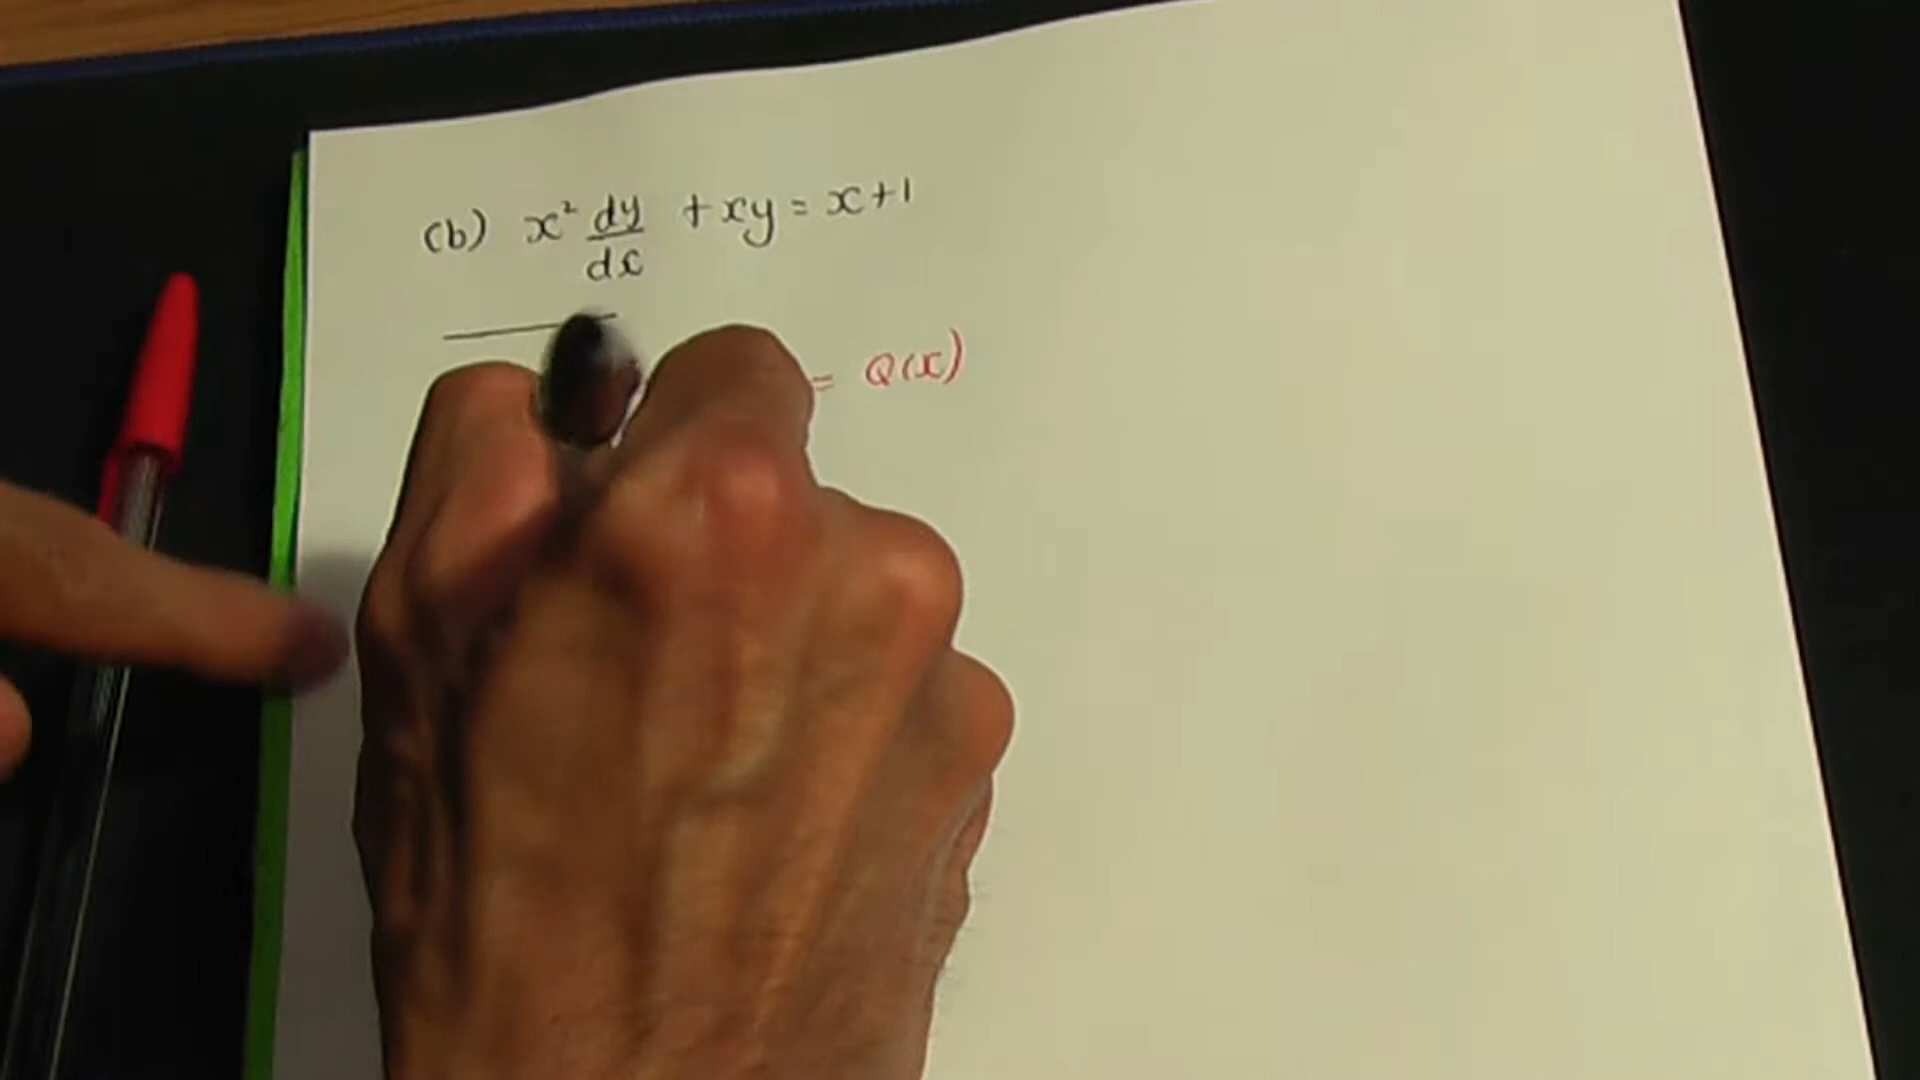 (b) x² dy/dx + xy = x+1
= Q(x)